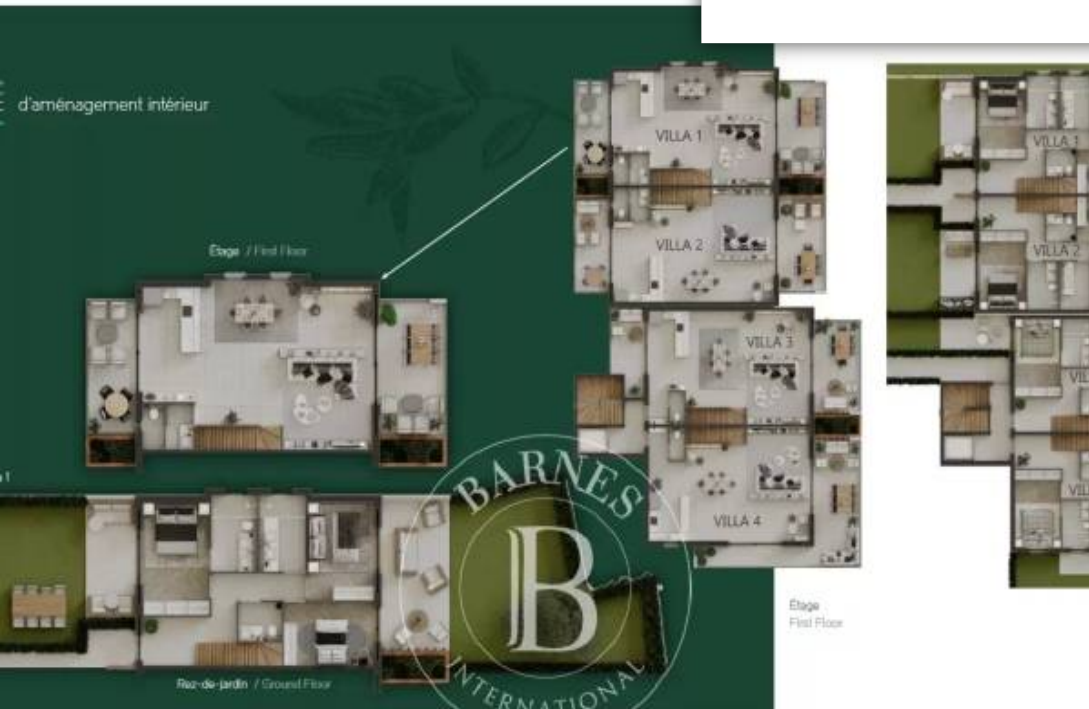 d'aménagement intérieur
VILLA 1
VILLA 1
VILLA 2
VILLA 2
Étage / First Floor
VILLA 3
VILLA 4
BARNES
B
INTERNATIONAL
Étage
First Floor
Rez-de-jardin / Ground Floor